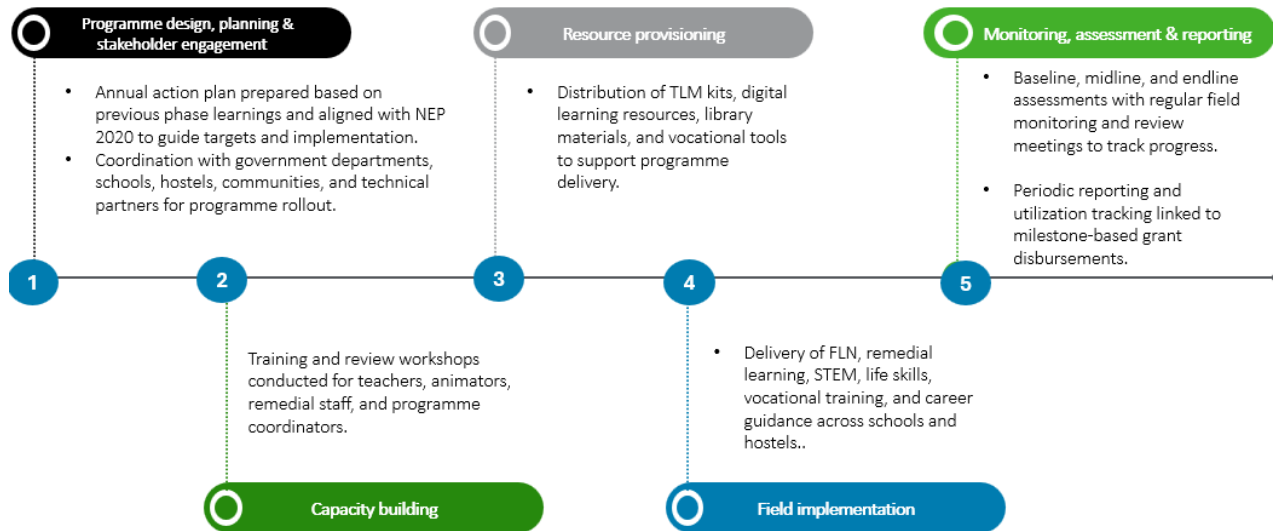 Programme design, planning &
stakeholder engagement
• Annual action plan prepared based on
previous phase learnings and aligned with NEP
2020 to guide targets and implementation.
• Coordination with government departments,
schools, hostels, communities, and technical
partners for programme rollout.
Resource provisioning
• Distribution of TLM kits, digital
learning resources, library
materials, and vocational tools
to support programme
delivery.
Monitoring, assessment & reporting
• Baseline, midline, and endline
assessments with regular field
monitoring and review
meetings to track progress.
• Periodic reporting and
utilization tracking linked to
milestone-based grant
disbursements.
1
2
3
4
5
Training and review workshops
conducted for teachers, animators,
remedial staff, and programme
coordinators.
Capacity building
• Delivery of FLN, remedial
learning, STEM, life skills,
vocational training, and career
guidance across schools and
hostels..
Field implementation